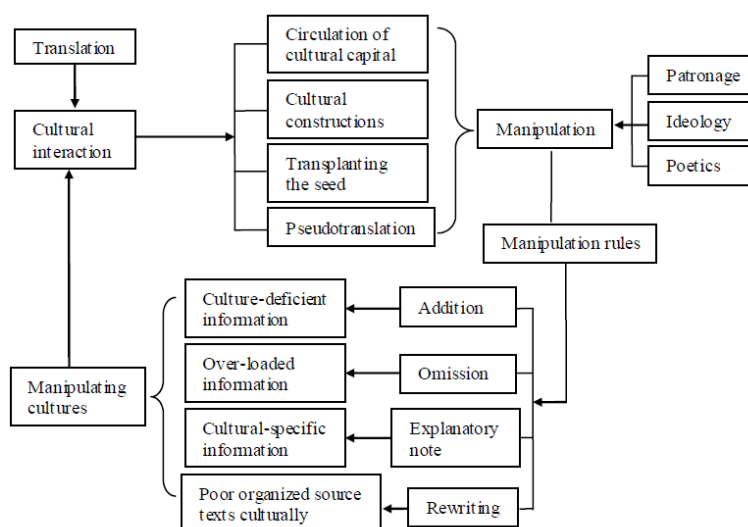 Translation
Cultural
interaction
Circulation of
cultural capital
Cultural
constructions
Transplanting
the seed
Pseudotranslation
Manipulation
Patronage
Ideology
Poetics
Manipulation rules
Culture-deficient
information
Addition
Over-loaded
information
Omission
Manipulating
cultures
Cultural-specific
information
Explanatory
note
Poor organized source
texts culturally
Rewriting